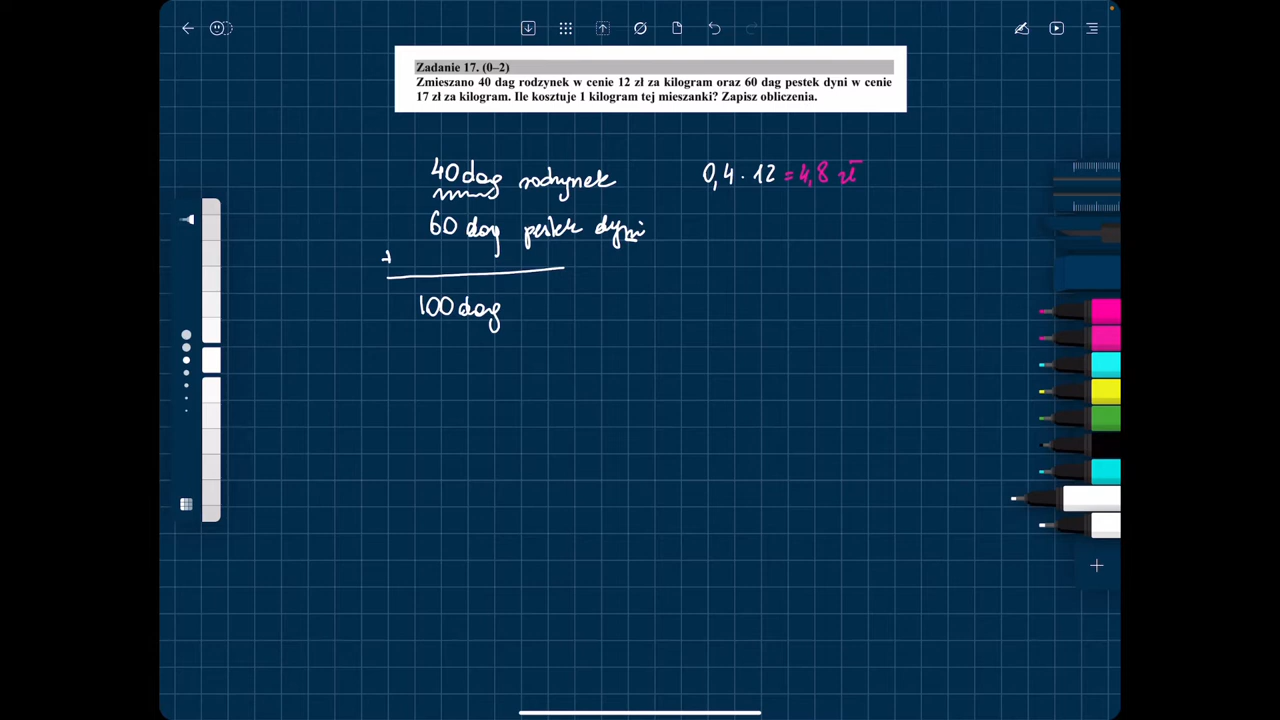 Zadanie 17. (0–2)
Zmieszano 40 dag rodzynek w cenie 12 zł za kilogram oraz 60 dag pestek dyni w cenie
17 zł za kilogram. Ile kosztuje 1 kilogram tej mieszanki? Zapisz obliczenia.
40 dag rodzynek
0,4 · 12 = 4,8 zł
60 dag pestek dyni
+
100 dag